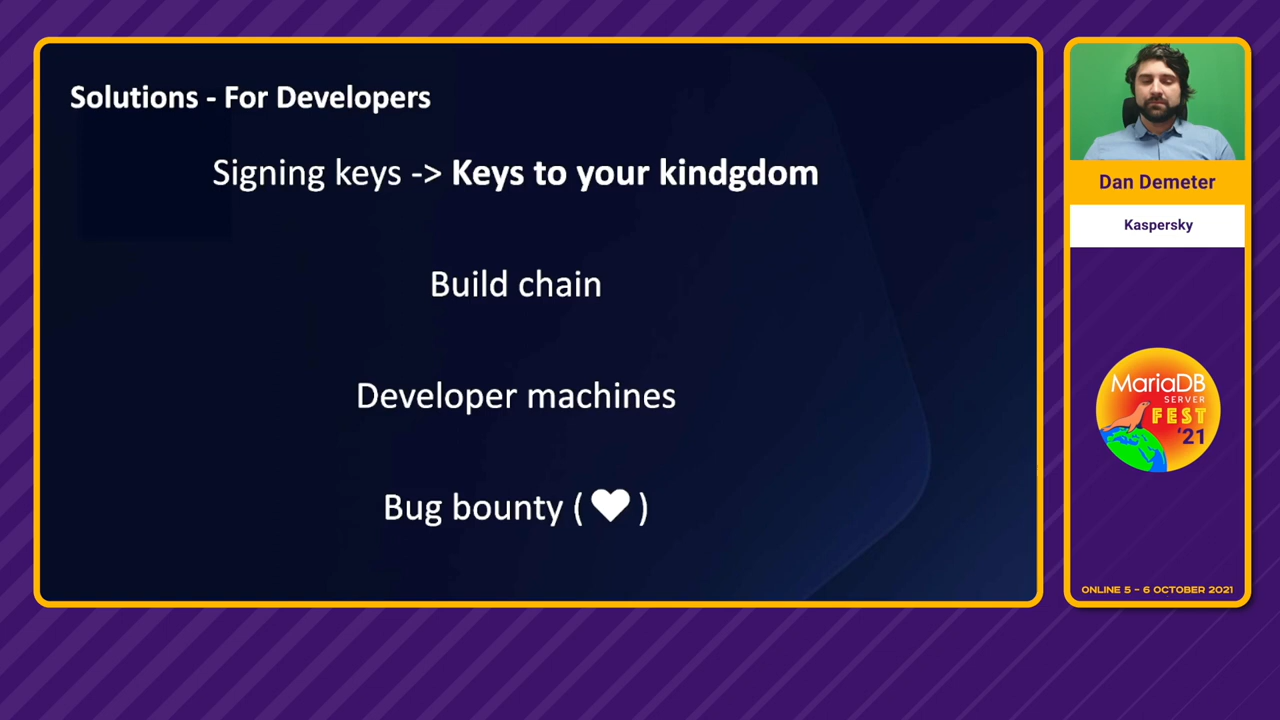 Solutions - For Developers
Signing keys -> Keys to your kindgdom
Build chain
Developer machines
Bug bounty ( ♥ )
Dan Demeter
Kaspersky
MariaDB
SERVER
FEST
'21
ONLINE 5 - 6 OCTOBER 2021